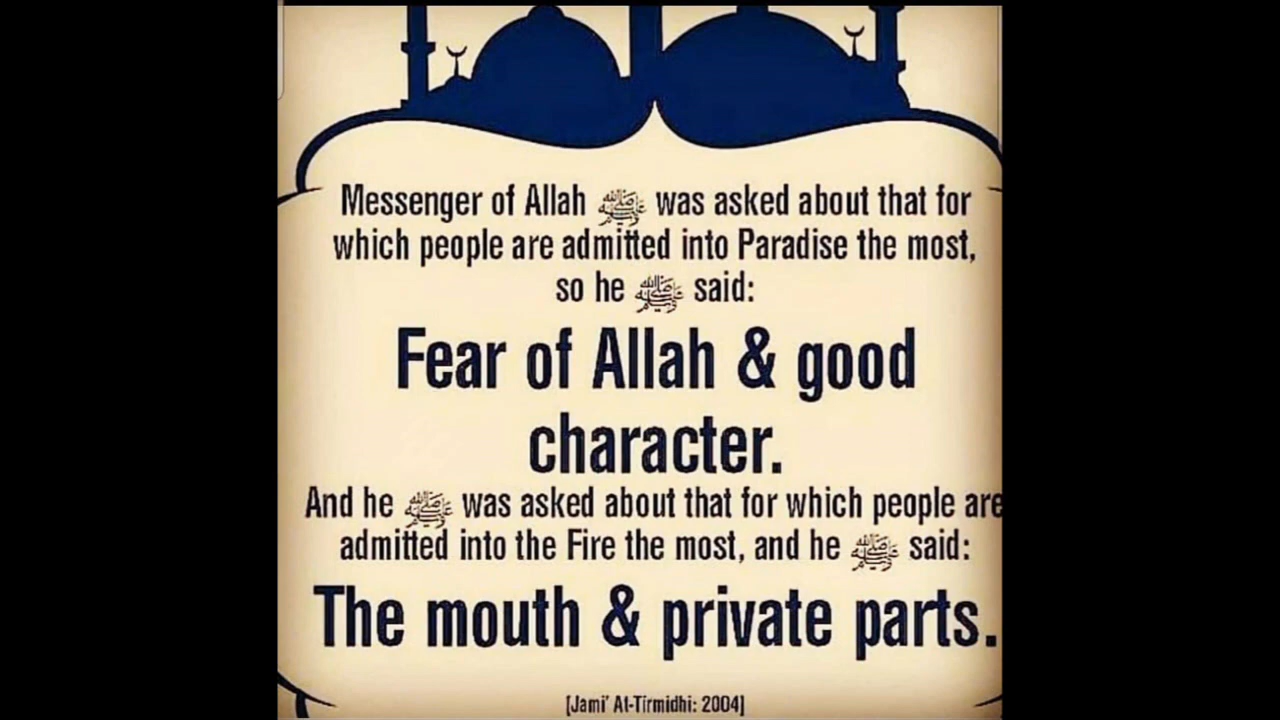 Messenger of Allah ﷺ was asked about that for
which people are admitted into Paradise the most,
so he ﷺ said:
Fear of Allah & good
character.
And he ﷺ was asked about that for which people are
admitted into the Fire the most, and he ﷺ said:
The mouth & private parts.
[Jami' At-Tirmidhi: 2004]